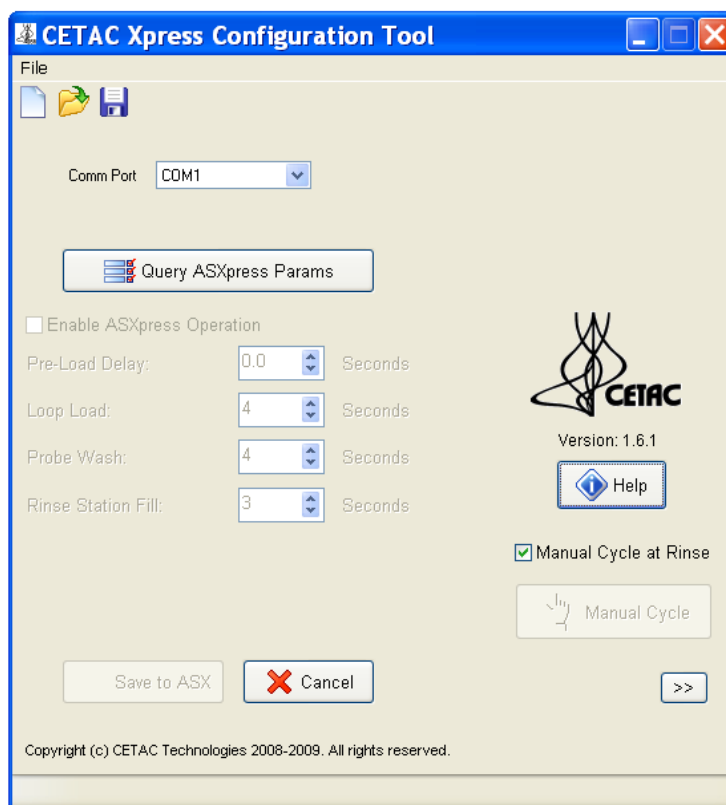 CETAC Xpress Configuration Tool
File
Comm Port COM1
Query ASXpress Params
Enable ASXpress Operation
Pre-Load Delay: 0.0 Seconds
Loop Load: 4 Seconds
Probe Wash: 4 Seconds
Rinse Station Fill: 3 Seconds
CETAC
Version: 1.6.1
Help
Manual Cycle at Rinse
Manual Cycle
Save to ASX Cancel >>
Copyright (c) CETAC Technologies 2008-2009. All rights reserved.